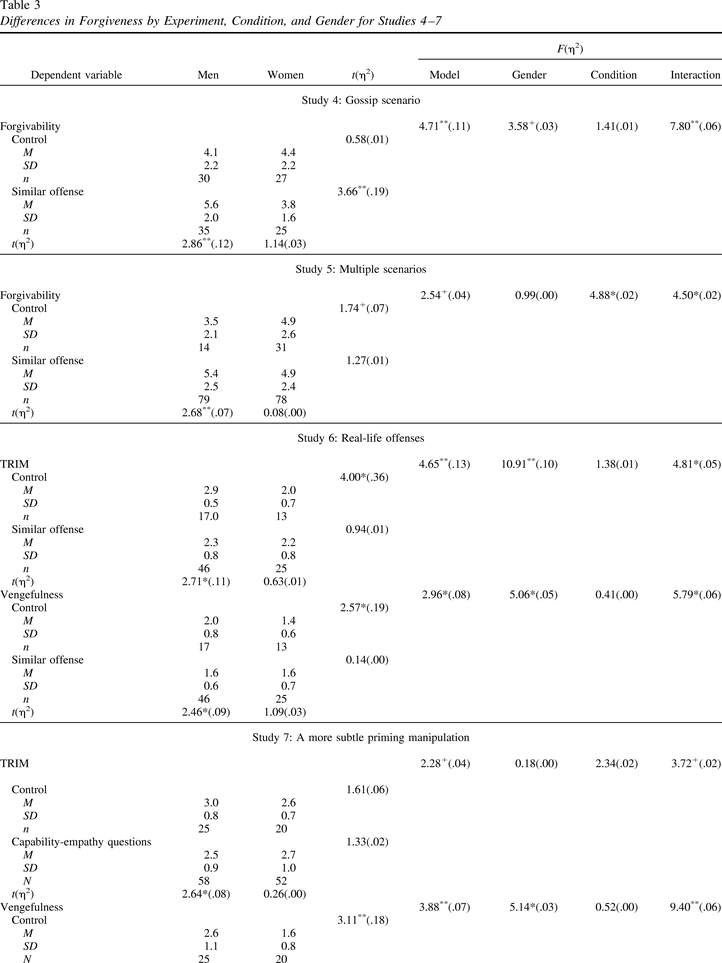 Table 3
Differences in Forgiveness by Experiment, Condition, and Gender for Studies 4–7
F(η²)
Dependent variable Men Women t(η²) Model Gender Condition Interaction
Study 4: Gossip scenario
Forgivability 4.71**(.11) 3.58+(.03) 1.41(.01) 7.80**(.06)
Control 0.58(.01)
M 4.1 4.4
SD 2.2 2.2
n 30 27
Similar offense 3.66**(.19)
M 5.6 3.8
SD 2.0 1.6
n 35 25
t(η²) 2.86**(.12) 1.14(.03)
Study 5: Multiple scenarios
Forgivability 2.54+(.04) 0.99(.00) 4.88*(.02) 4.50*(.02)
Control 1.74+(.07)
M 3.5 4.9
SD 2.1 2.6
n 14 31
Similar offense 1.27(.01)
M 5.4 4.9
SD 2.5 2.4
n 79 78
t(η²) 2.68**(.07) 0.08(.00)
Study 6: Real-life offenses
TRIM 4.65**(.13) 10.91**(.10) 1.38(.01) 4.81*(.05)
Control 4.00*(.36)
M 2.9 2.0
SD 0.5 0.7
n 17.0 13
Similar offense 0.94(.01)
M 2.3 2.2
SD 0.8 0.8
n 46 25
t(η²) 2.71*(.11) 0.63(.01)
Vengefulness 2.96*(.08) 5.06*(.05) 0.41(.00) 5.79*(.06)
Control 2.57*(.19)
M 2.0 1.4
SD 0.8 0.6
n 17 13
Similar offense 0.14(.00)
M 1.6 1.6
SD 0.6 0.7
n 46 25
t(η²) 2.46*(.09) 1.09(.03)
Study 7: A more subtle priming manipulation
TRIM 2.28+(.04) 0.18(.00) 2.34(.02) 3.72+(.02)
Control 1.61(.06)
M 3.0 2.6
SD 0.8 0.7
n 25 20
Capability-empathy questions 1.33(.02)
M 2.5 2.7
SD 0.9 1.0
N 58 52
t(η²) 2.64*(.08) 0.26(.00)
Vengefulness 3.88**(.07) 5.14*(.03) 0.52(.00) 9.40**(.06)
Control 3.11**(.18)
M 2.6 1.6
SD 1.1 0.8
N 25 20